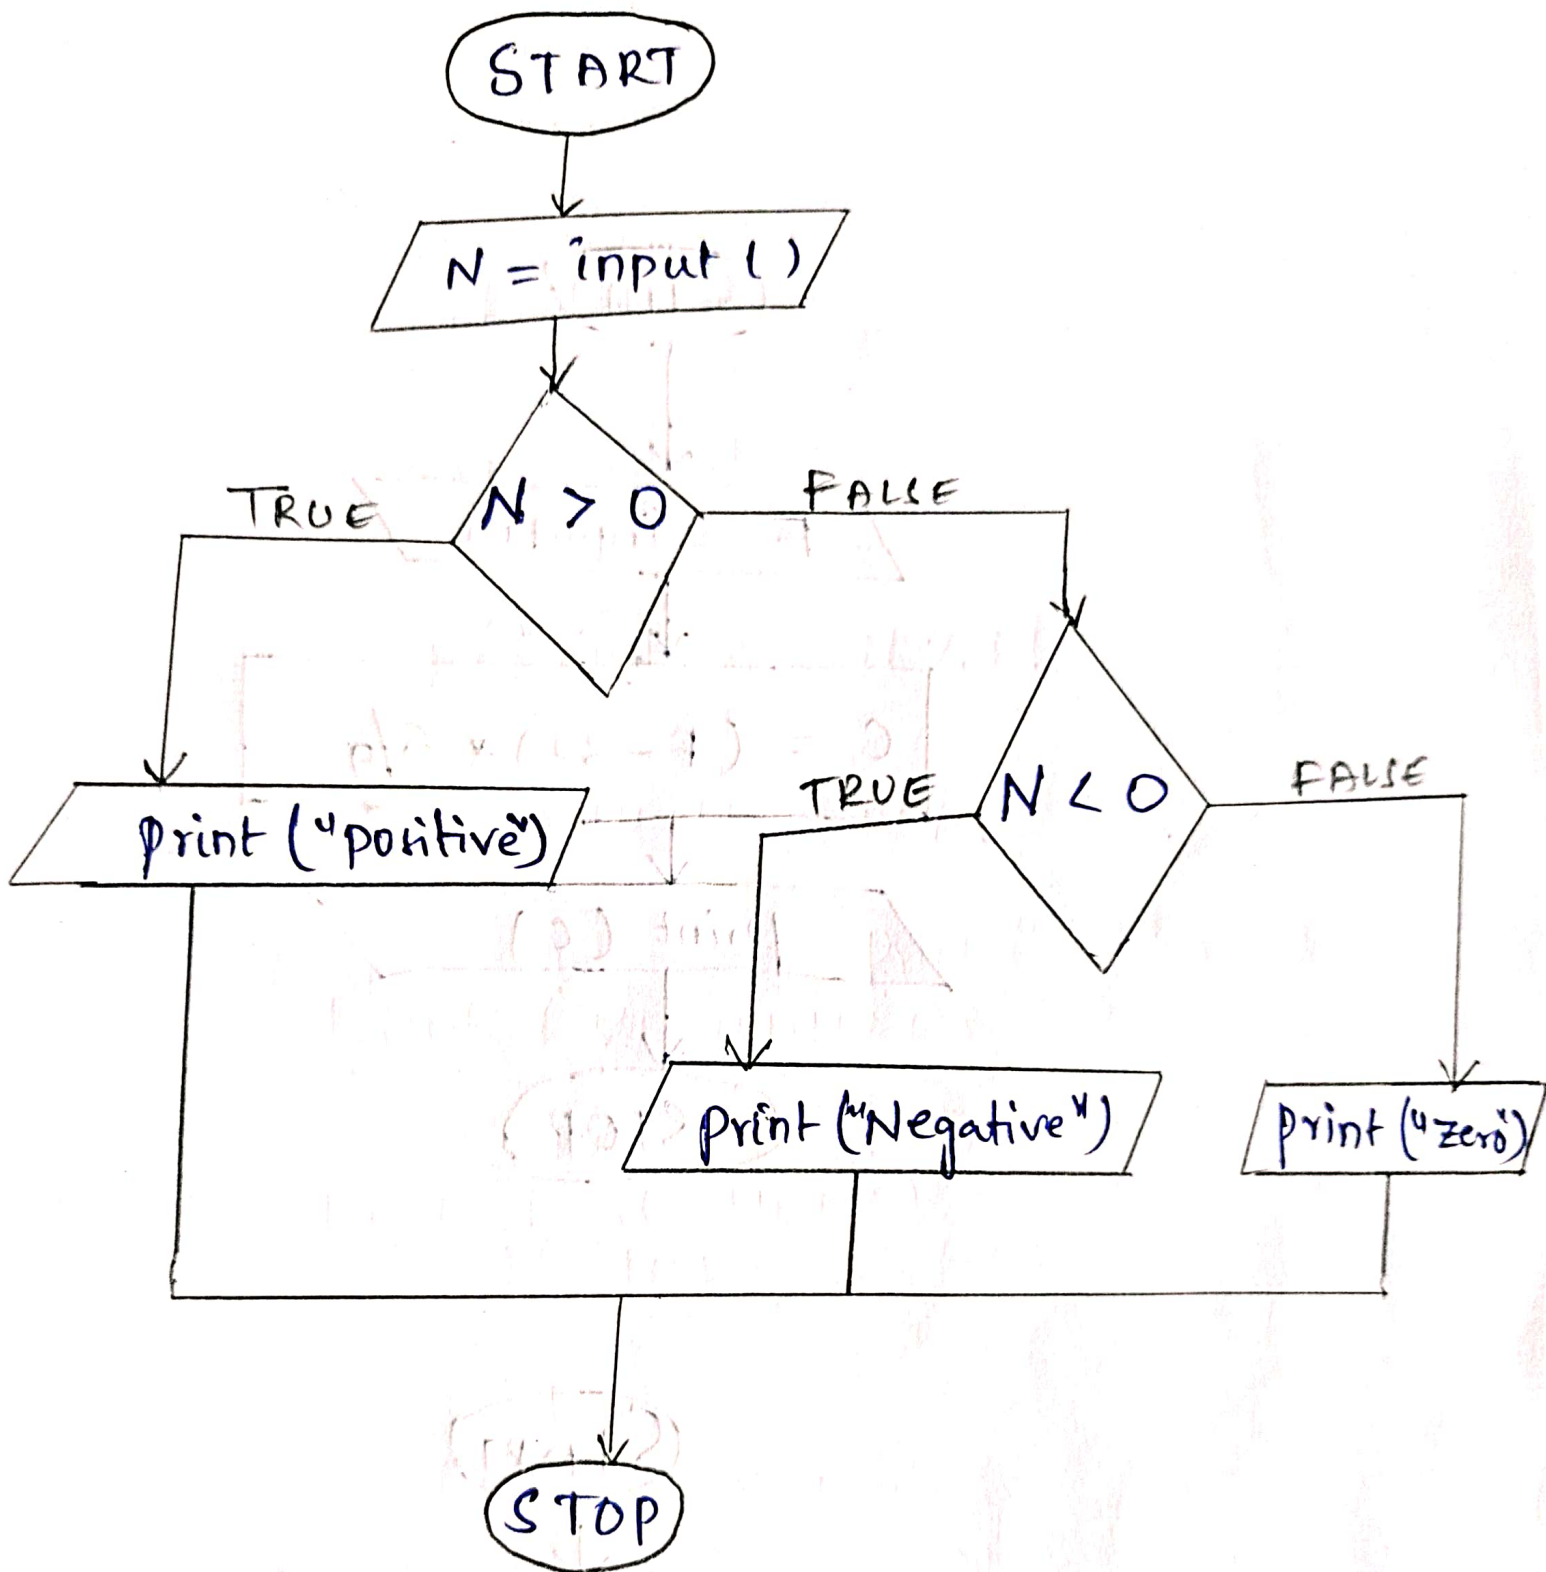 START
N = input ()
N > 0
TRUE
FALSE
print ("positive")
N < 0
TRUE
FALSE
print ("Negative")
print ("zero")
STOP